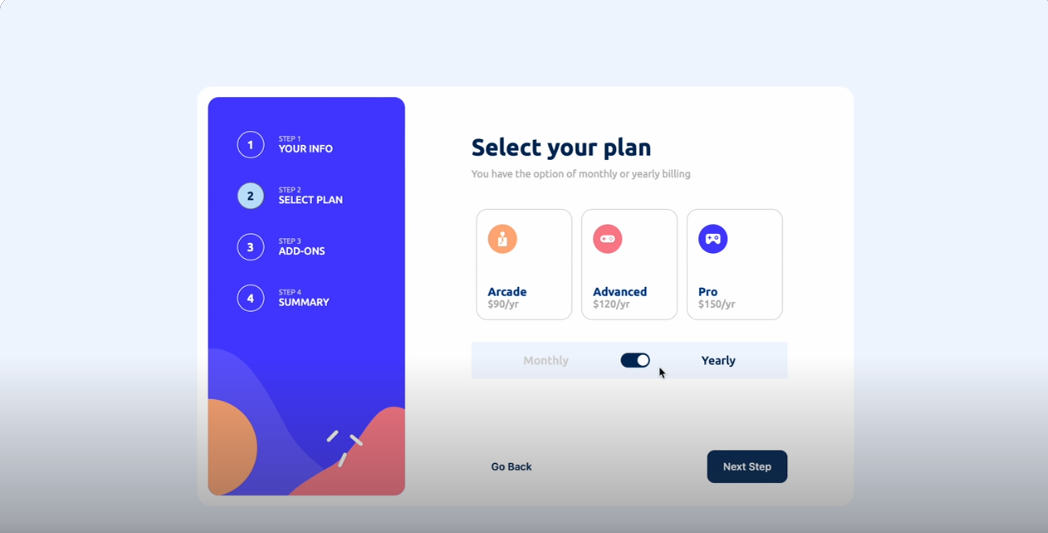 1
STEP 1
YOUR INFO
2
STEP 2
SELECT PLAN
3
STEP 3
ADD-ONS
4
STEP 4
SUMMARY
Select your plan
You have the option of monthly or yearly billing
Arcade
$90/yr
Advanced
$120/yr
Pro
$150/yr
Monthly
Yearly
Go Back
Next Step